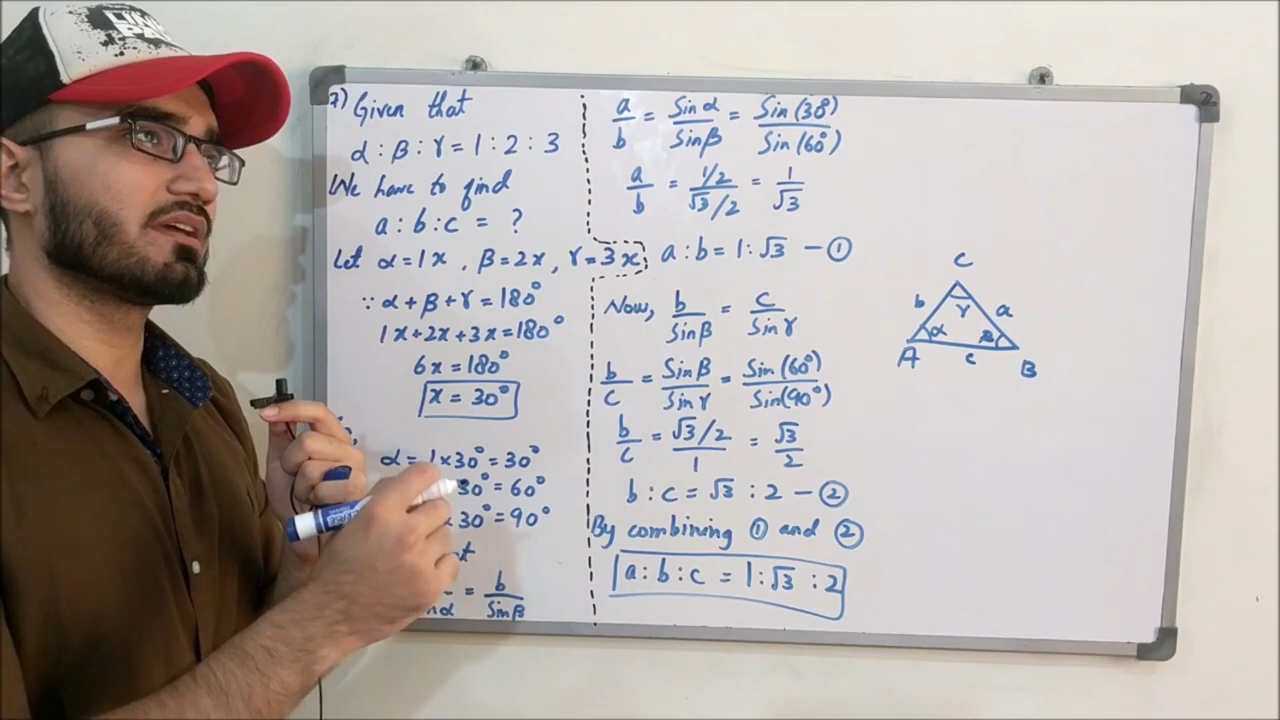 LINKIN
PARK
7) Given that
α : β : γ = 1 : 2 : 3
We have to find
a : b : c = ?
Let α = 1x , β = 2x , γ = 3x
∵ α + β + γ = 180°
1x + 2x + 3x = 180°
6x = 180°
x = 30°
α = 1 × 30° = 30°
30° = 60°
× 30° = 90°
= b / Sinβ
a/b = Sinα / Sinβ = Sin(30°) / Sin(60°)
a/b = 1/2 / √3/2 = 1/√3
a : b = 1 : √3 – ①
Now, b / Sinβ = c / Sinγ
b/c = Sinβ / Sinγ = Sin(60°) / Sin(90°)
b/c = √3/2 / 1 = √3/2
b : c = √3 : 2 – ②
By combining ① and ②
a : b : c = 1 : √3 : 2
C
b γ a
α β
A c B
2